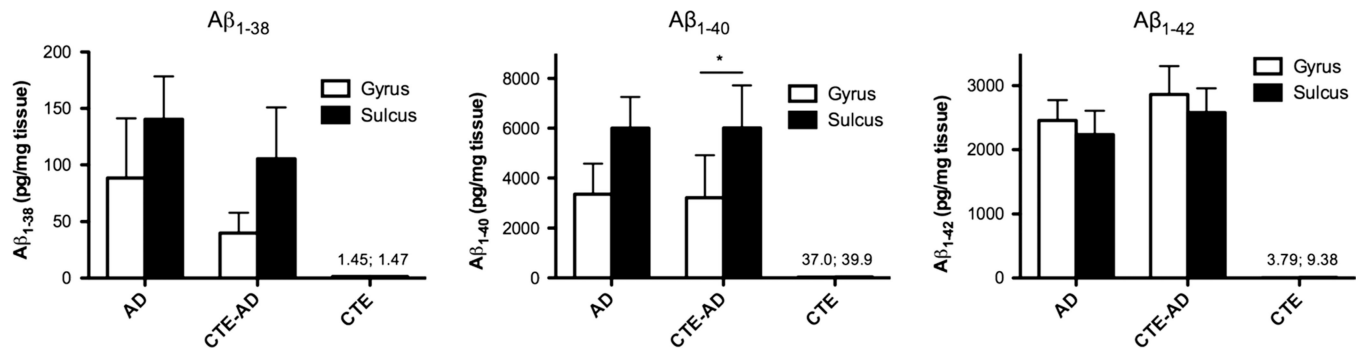 Aβ1-38
Aβ1-38 (pg/mg tissue)
200
150
100
50
0
Gyrus
Sulcus
1.45; 1.47
AD
CTE-AD
CTE
Aβ1-40
Aβ1-40 (pg/mg tissue)
8000
6000
4000
2000
0
*
Gyrus
Sulcus
37.0; 39.9
AD
CTE-AD
CTE
Aβ1-42
Aβ1-42 (pg/mg tissue)
3000
2000
1000
0
Gyrus
Sulcus
3.79; 9.38
AD
CTE-AD
CTE